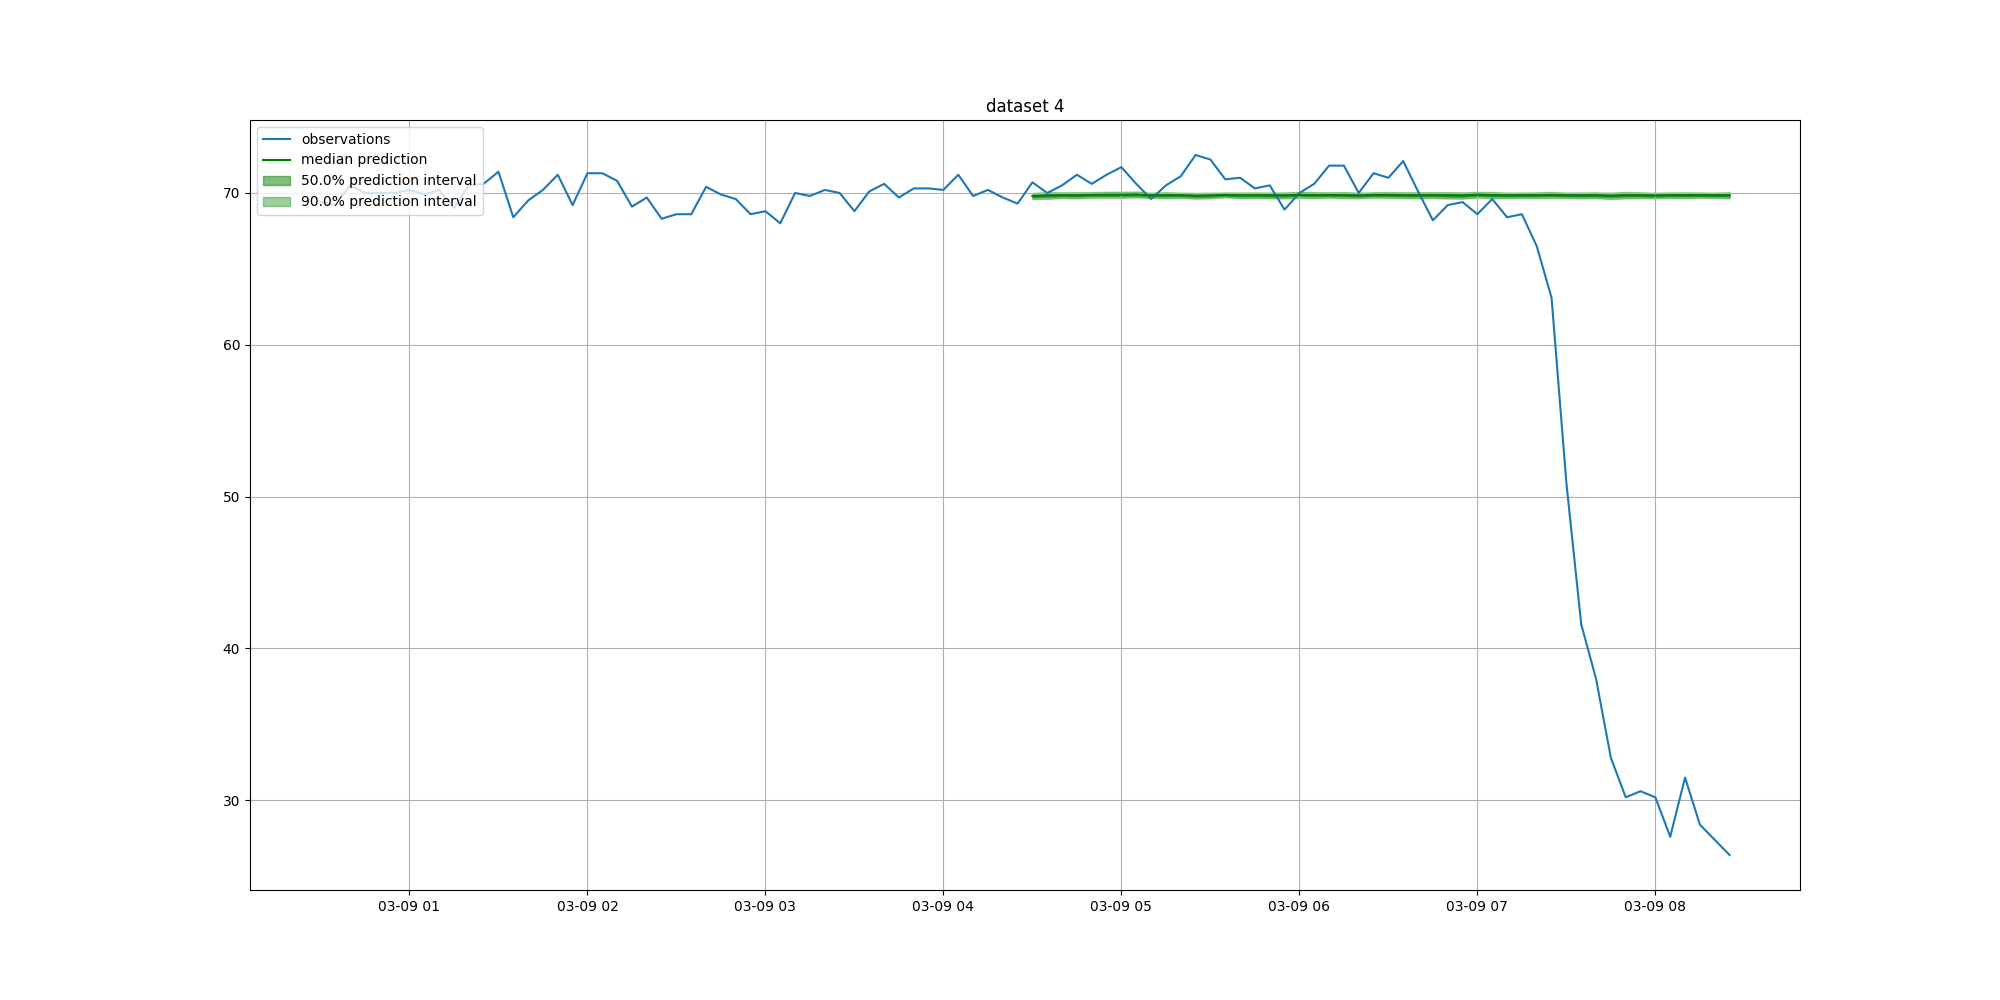 dataset 4
observations
median prediction
50.0% prediction interval
90.0% prediction interval
70
60
50
40
30
03-09 01
03-09 02
03-09 03
03-09 04
03-09 05
03-09 06
03-09 07
03-09 08